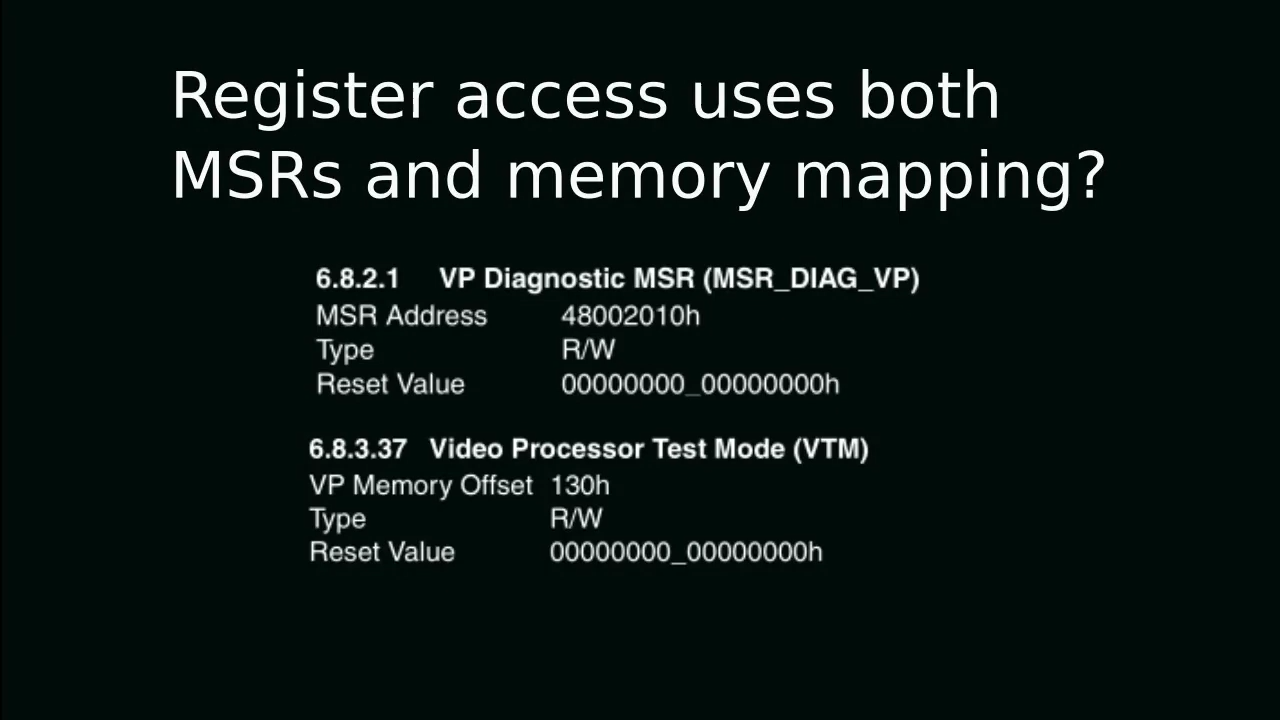 Register access uses both
MSRs and memory mapping?
6.8.2.1 VP Diagnostic MSR (MSR_DIAG_VP)
MSR Address 48002010h
Type R/W
Reset Value 00000000_00000000h
6.8.3.37 Video Processor Test Mode (VTM)
VP Memory Offset 130h
Type R/W
Reset Value 00000000_00000000h